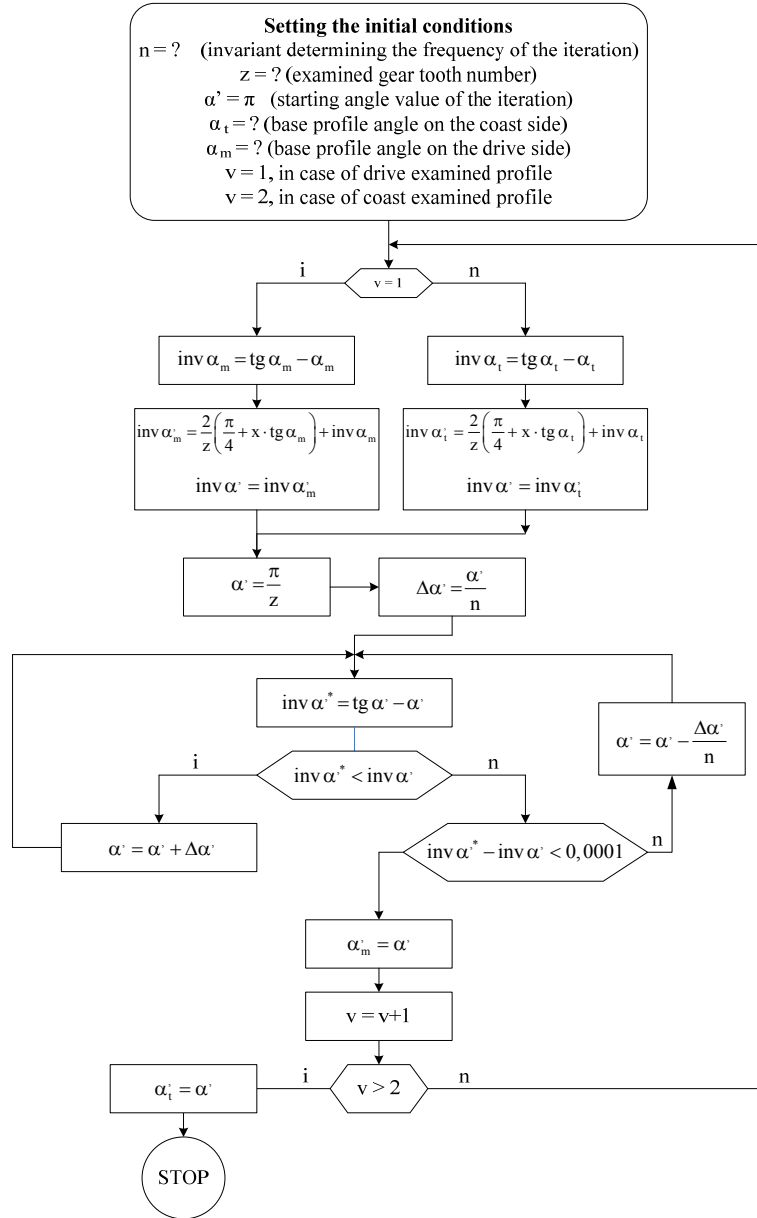 Setting the initial conditions
n = ? (invariant determining the frequency of the iteration)
z = ? (examined gear tooth number)
α' = π (starting angle value of the iteration)
α_t = ? (base profile angle on the coast side)
α_m = ? (base profile angle on the drive side)
v = 1, in case of drive examined profile
v = 2, in case of coast examined profile
i
v = 1
n
inv α_m = tg α_m − α_m
inv α_t = tg α_t − α_t
inv α'_m = 2/z (π/4 + x · tg α_m) + inv α_m
inv α' = inv α'_m
inv α'_t = 2/z (π/4 + x · tg α_t) + inv α_t
inv α' = inv α'_t
α' = π/z
Δα' = α'/n
inv α'* = tg α' − α'
α' = α' − Δα'/n
i
inv α'* < inv α'
n
α' = α' + Δα'
inv α'* − inv α' < 0,0001
n
α'_m = α'
v = v+1
α'_t = α'
i
v > 2
n
STOP